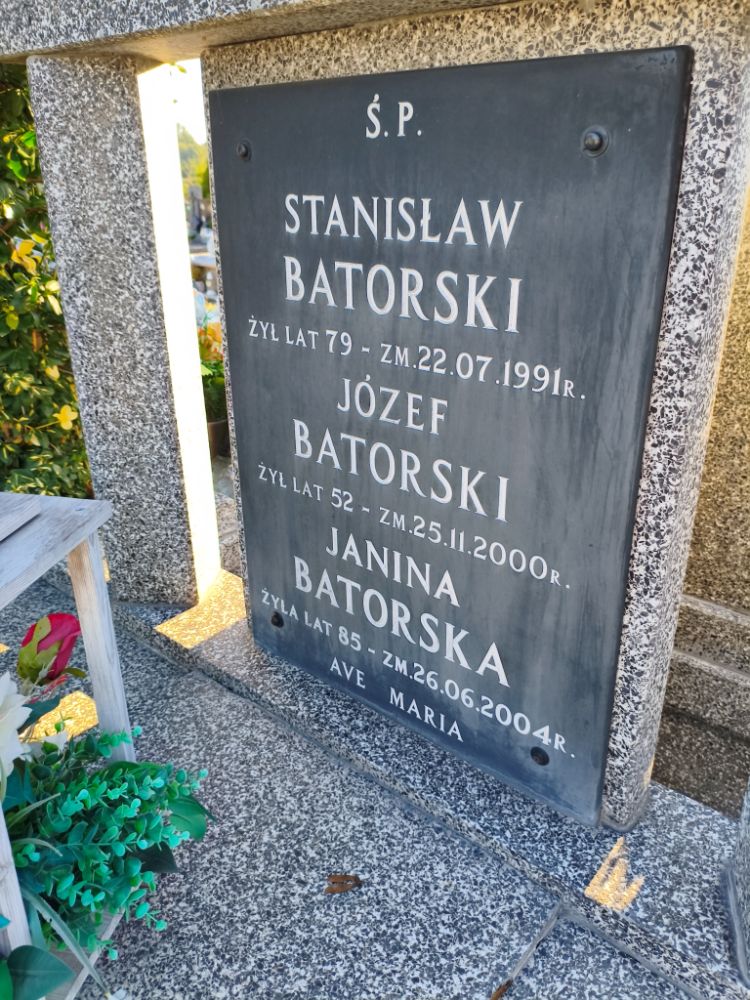 Ś. P.
STANISŁAW
BATORSKI
ŻYŁ LAT 79 - ZM. 22.07.1991R.
JÓZEF
BATORSKI
ŻYŁ LAT 52 - ZM. 25.11.2000R.
JANINA
BATORSKA
ŻYŁA LAT 85 - ZM. 26.06.2004R.
AVE MARIA